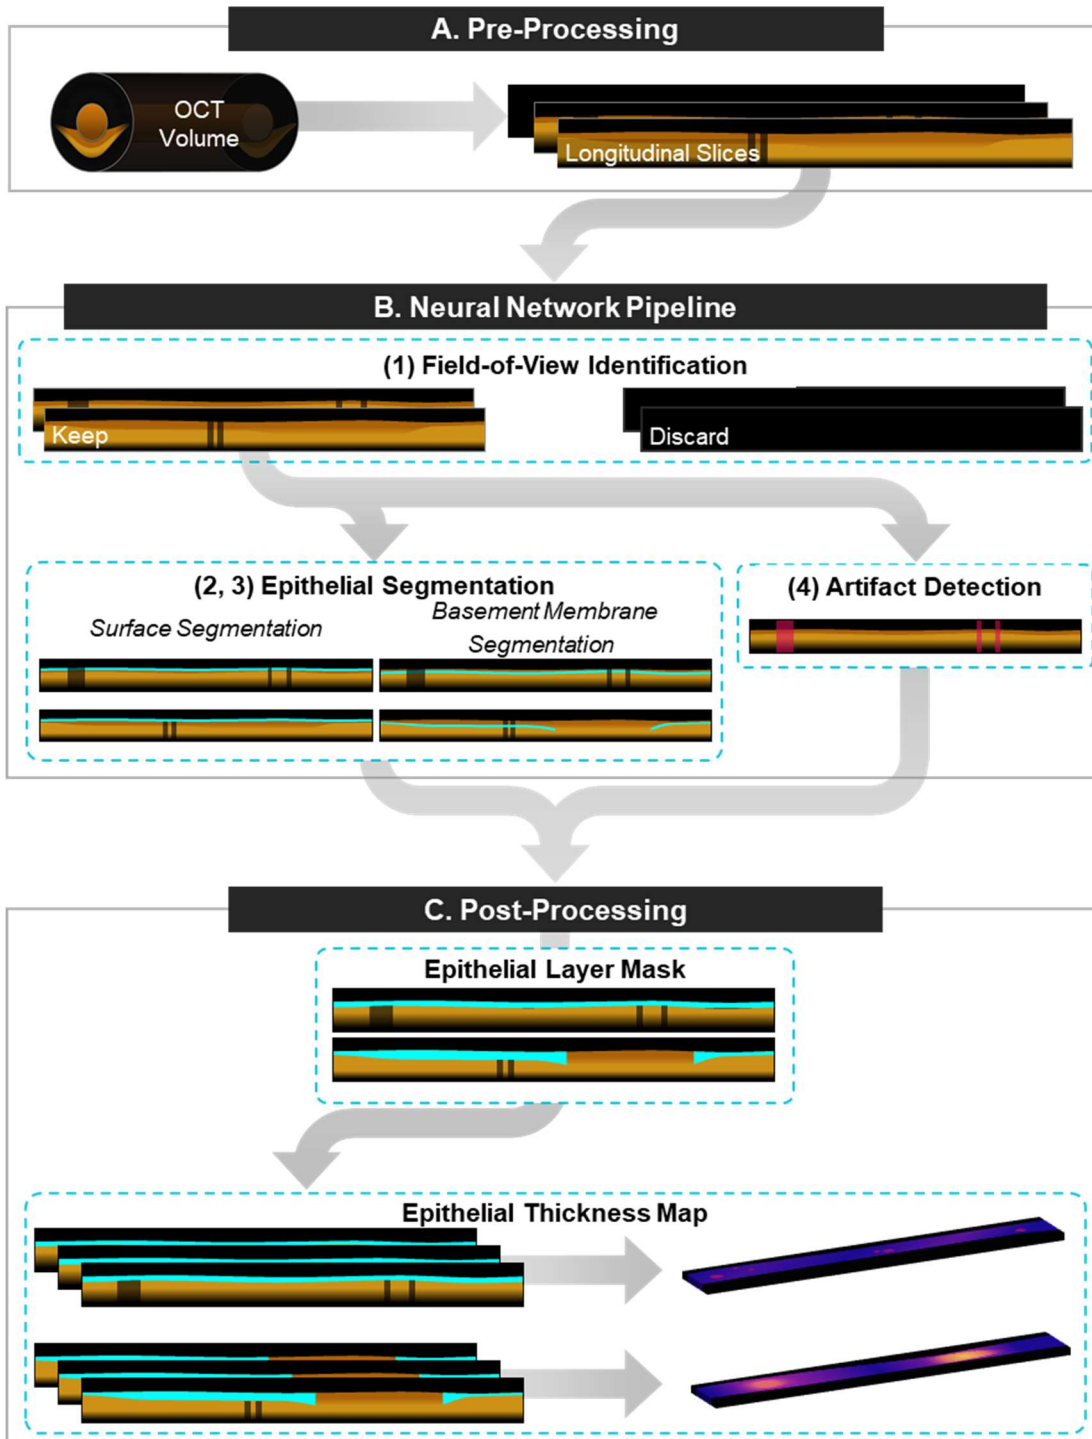 A. Pre-Processing
OCT
Volume
Longitudinal Slices
B. Neural Network Pipeline
(1) Field-of-View Identification
Keep
Discard
(2, 3) Epithelial Segmentation
Surface Segmentation
Basement Membrane
Segmentation
(4) Artifact Detection
C. Post-Processing
Epithelial Layer Mask
Epithelial Thickness Map